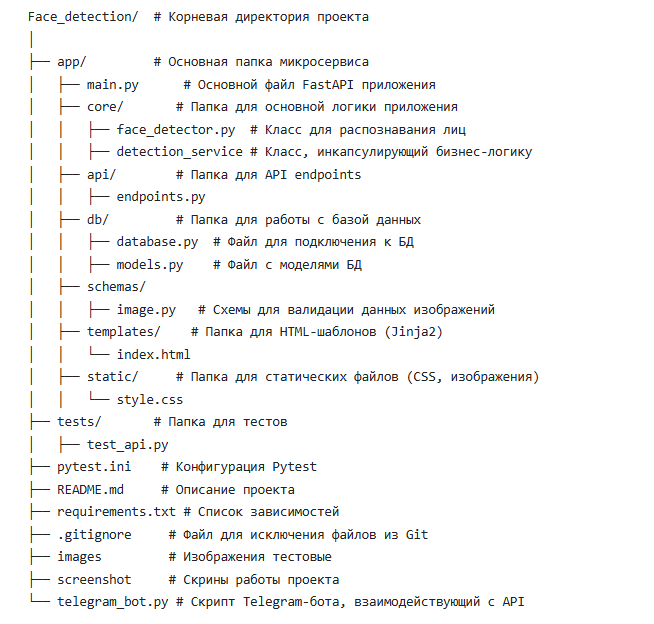 Face_detection/  # Корневая директория проекта
│
├── app/         # Основная папка микросервиса
│   ├── main.py      # Основной файл FastAPI приложения
│   ├── core/       # Папка для основной логики приложения
│   │   ├── face_detector.py  # Класс для распознавания лиц
│   │   ├── detection_service # Класс, инкапсулирующий бизнес-логику
│   ├── api/        # Папка для API endpoints
│   │   ├── endpoints.py
│   ├── db/         # Папка для работы с базой данных
│   │   ├── database.py  # Файл для подключения к БД
│   │   ├── models.py    # Файл с моделями БД
│   ├── schemas/
│   │   ├── image.py   # Схемы для валидации данных изображений
│   ├── templates/    # Папка для HTML-шаблонов (Jinja2)
│   │   └── index.html
│   ├── static/     # Папка для статических файлов (CSS, изображения)
│   │   └── style.css
├── tests/       # Папка для тестов
│   ├── test_api.py
├── pytest.ini    # Конфигурация Pytest
├── README.md     # Описание проекта
├── requirements.txt # Список зависимостей
├── .gitignore     # Файл для исключения файлов из Git
├── images         # Изображения тестовые
├── screenshot     # Скрины работы проекта
└── telegram_bot.py # Скрипт Telegram-бота, взаимодействующий с API